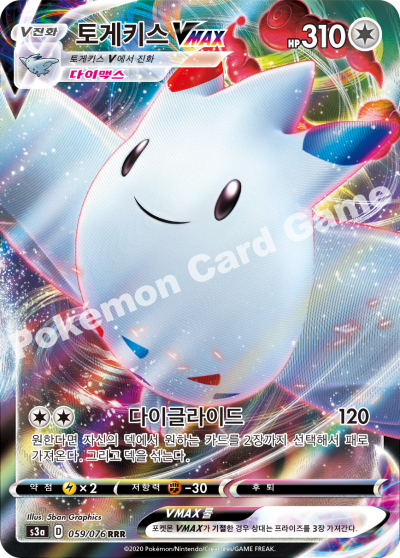 V진화 토게키스 VMAX HP 310
토게키스 V에서 진화
다이맥스
Pokémon Card Game
다이글라이드 120
원한다면 자신의 덱에서 원하는 카드를 2장까지 선택해서 패로
가져온다. 그리고 덱을 섞는다.
약점 ×2 저항력 -30 후퇴
Illus. 5ban Graphics
VMAX 룰
s3a D 059/076 RRR
포켓몬 VMAX가 기절한 경우 상대는 프라이즈를 3장 가져간다.
©2020 Pokémon/Nintendo/Creatures/GAME FREAK.